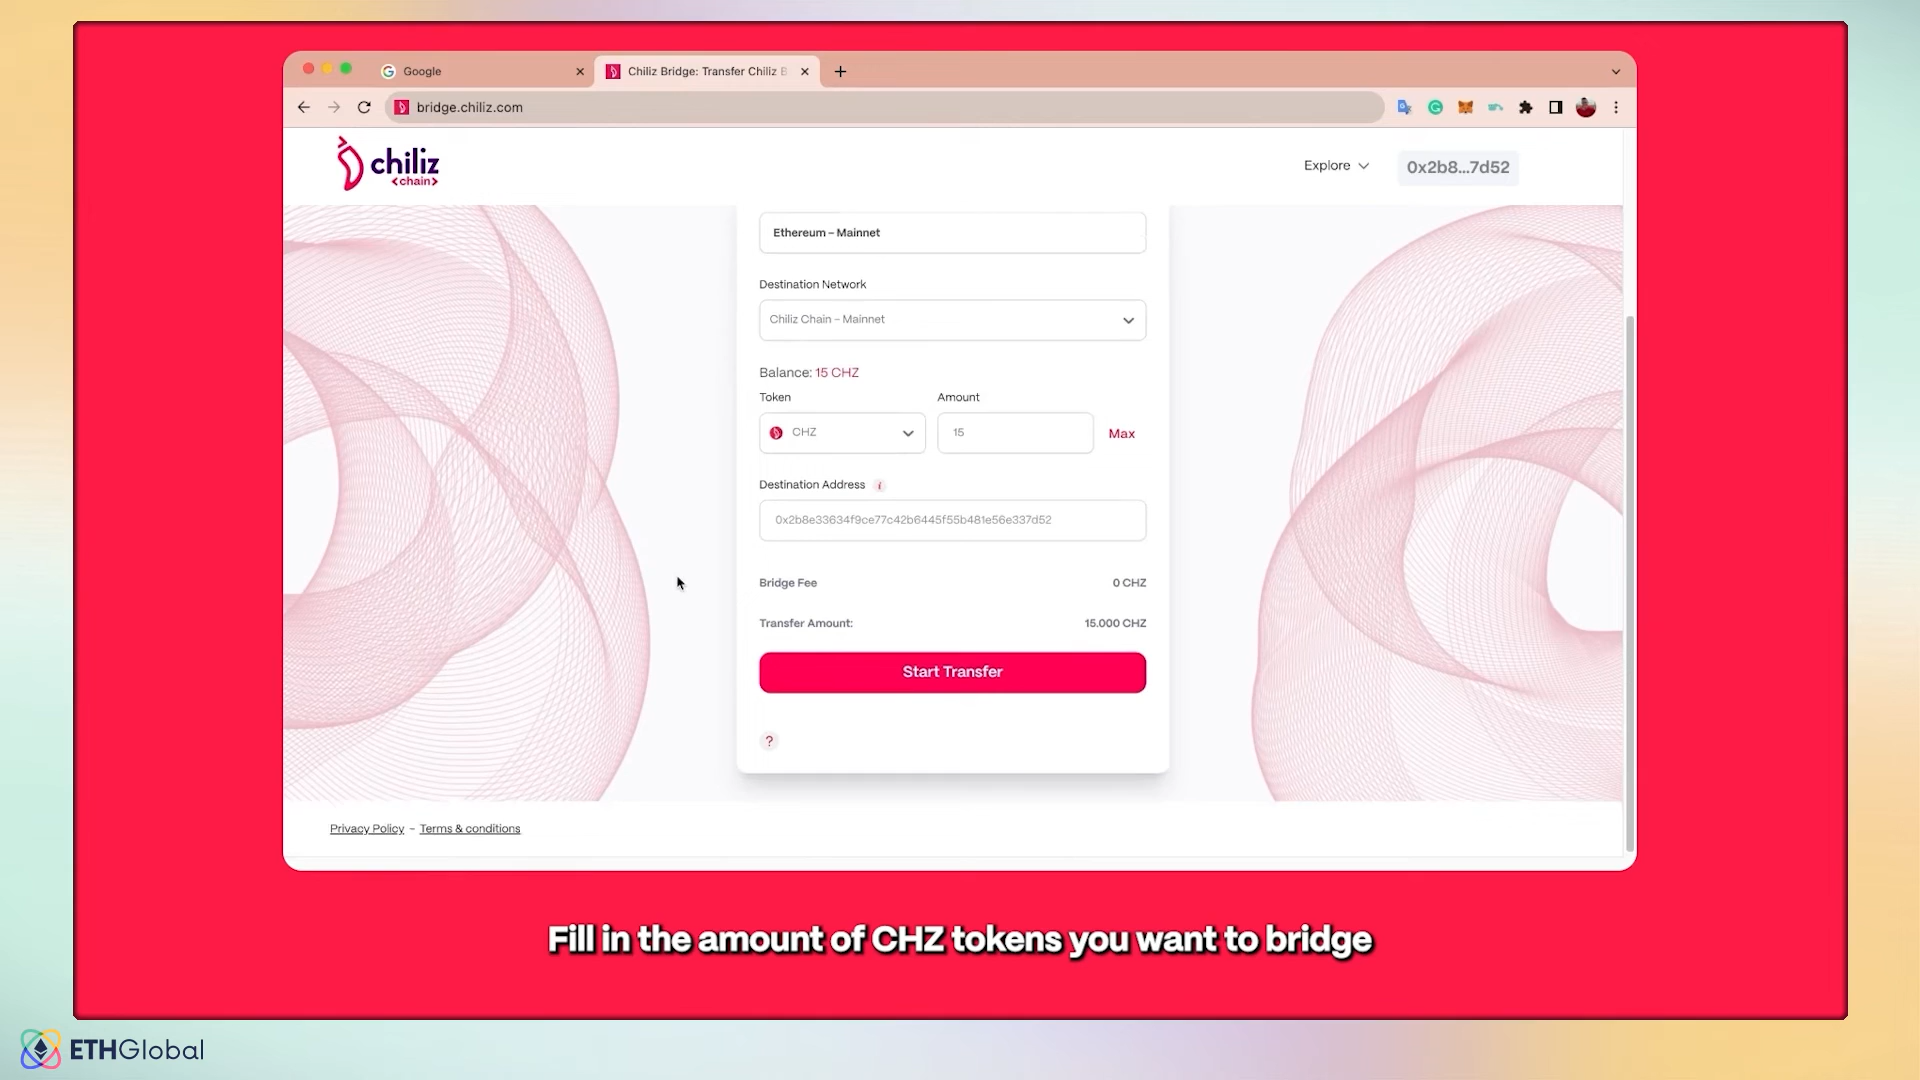 Google
Chiliz Bridge: Transfer Chiliz B
bridge.chiliz.com
chiliz
<chain>
Explore
0x2b8...7d52
Ethereum – Mainnet
Destination Network
Chiliz Chain – Mainnet
Balance: 15 CHZ
Token
Amount
CHZ
15
Max
Destination Address i
0x2b8e33634f9ce77c42b6445f55b481e56e337d52
Bridge Fee
0 CHZ
Transfer Amount:
15.000 CHZ
Start Transfer
?
Privacy Policy – Terms & conditions
Fill in the amount of CHZ tokens you want to bridge
ETHGlobal